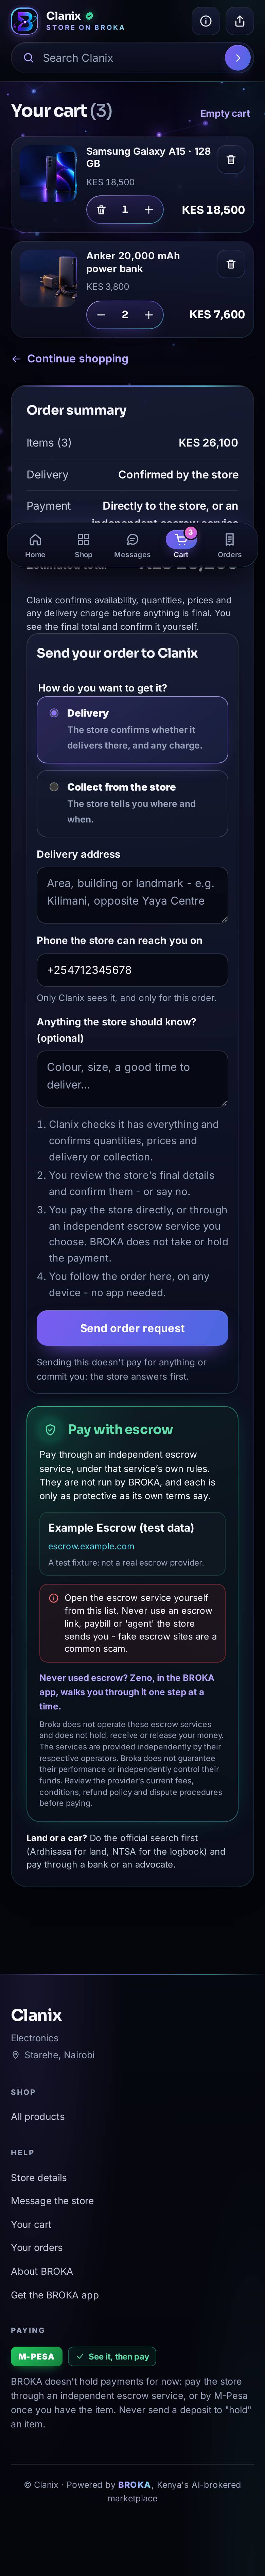 Clanix
STORE ON BROKA
Search Clanix
Your cart (3)
Empty cart
Samsung Galaxy A15 · 128
GB
KES 18,500
1
KES 18,500
Anker 20,000 mAh
power bank
KES 3,800
2
KES 7,600
Continue shopping
Order summary
Items (3)
KES 26,100
Delivery
Confirmed by the store
Payment
Directly to the store, or an
independent escrow service
3
Home
Shop
Messages
Cart
Orders
Estimated total
Clanix confirms availability, quantities, prices and
any delivery charge before anything is final. You
see the final total and confirm it yourself.
Send your order to Clanix
How do you want to get it?
Delivery
The store confirms whether it
delivers there, and any charge.
Collect from the store
The store tells you where and
when.
Delivery address
Area, building or landmark - e.g.
Kilimani, opposite Yaya Centre
Phone the store can reach you on
+254712345678
Only Clanix sees it, and only for this order.
Anything the store should know?
(optional)
Colour, size, a good time to
deliver...
1. Clanix checks it has everything and
confirms quantities, prices and
delivery or collection.
2. You review the store's final details
and confirm them - or say no.
3. You pay the store directly, or through
an independent escrow service you
choose. BROKA does not take or hold
the payment.
4. You follow the order here, on any
device - no app needed.
Send order request
Sending this doesn't pay for anything or
commit you: the store answers first.
Pay with escrow
Pay through an independent escrow
service, under that service's own rules.
They are not run by BROKA, and each is
only as protective as its own terms say.
Example Escrow (test data)
escrow.example.com
A test fixture: not a real escrow provider.
Open the escrow service yourself
from this list. Never use an escrow
link, paybill or 'agent' the store
sends you - fake escrow sites are a
common scam.
Never used escrow? Zeno, in the BROKA
app, walks you through it one step at a
time.
Broka does not operate these escrow services
and does not hold, receive or release your money.
The services are provided independently by their
respective operators. Broka does not guarantee
their performance or independently control their
funds. Review the provider's current fees,
conditions, refund policy and dispute procedures
before paying.
Land or a car? Do the official search first
(Ardhisasa for land, NTSA for the logbook) and
pay through a bank or an advocate.
Clanix
Electronics
Starehe, Nairobi
SHOP
All products
HELP
Store details
Message the store
Your cart
Your orders
About BROKA
Get the BROKA app
PAYING
M-PESA
See it, then pay
BROKA doesn't hold payments for now: pay the store
through an independent escrow service, or by M-Pesa
once you have the item. Never send a deposit to "hold"
an item.
© Clanix · Powered by BROKA, Kenya's AI-brokered
marketplace